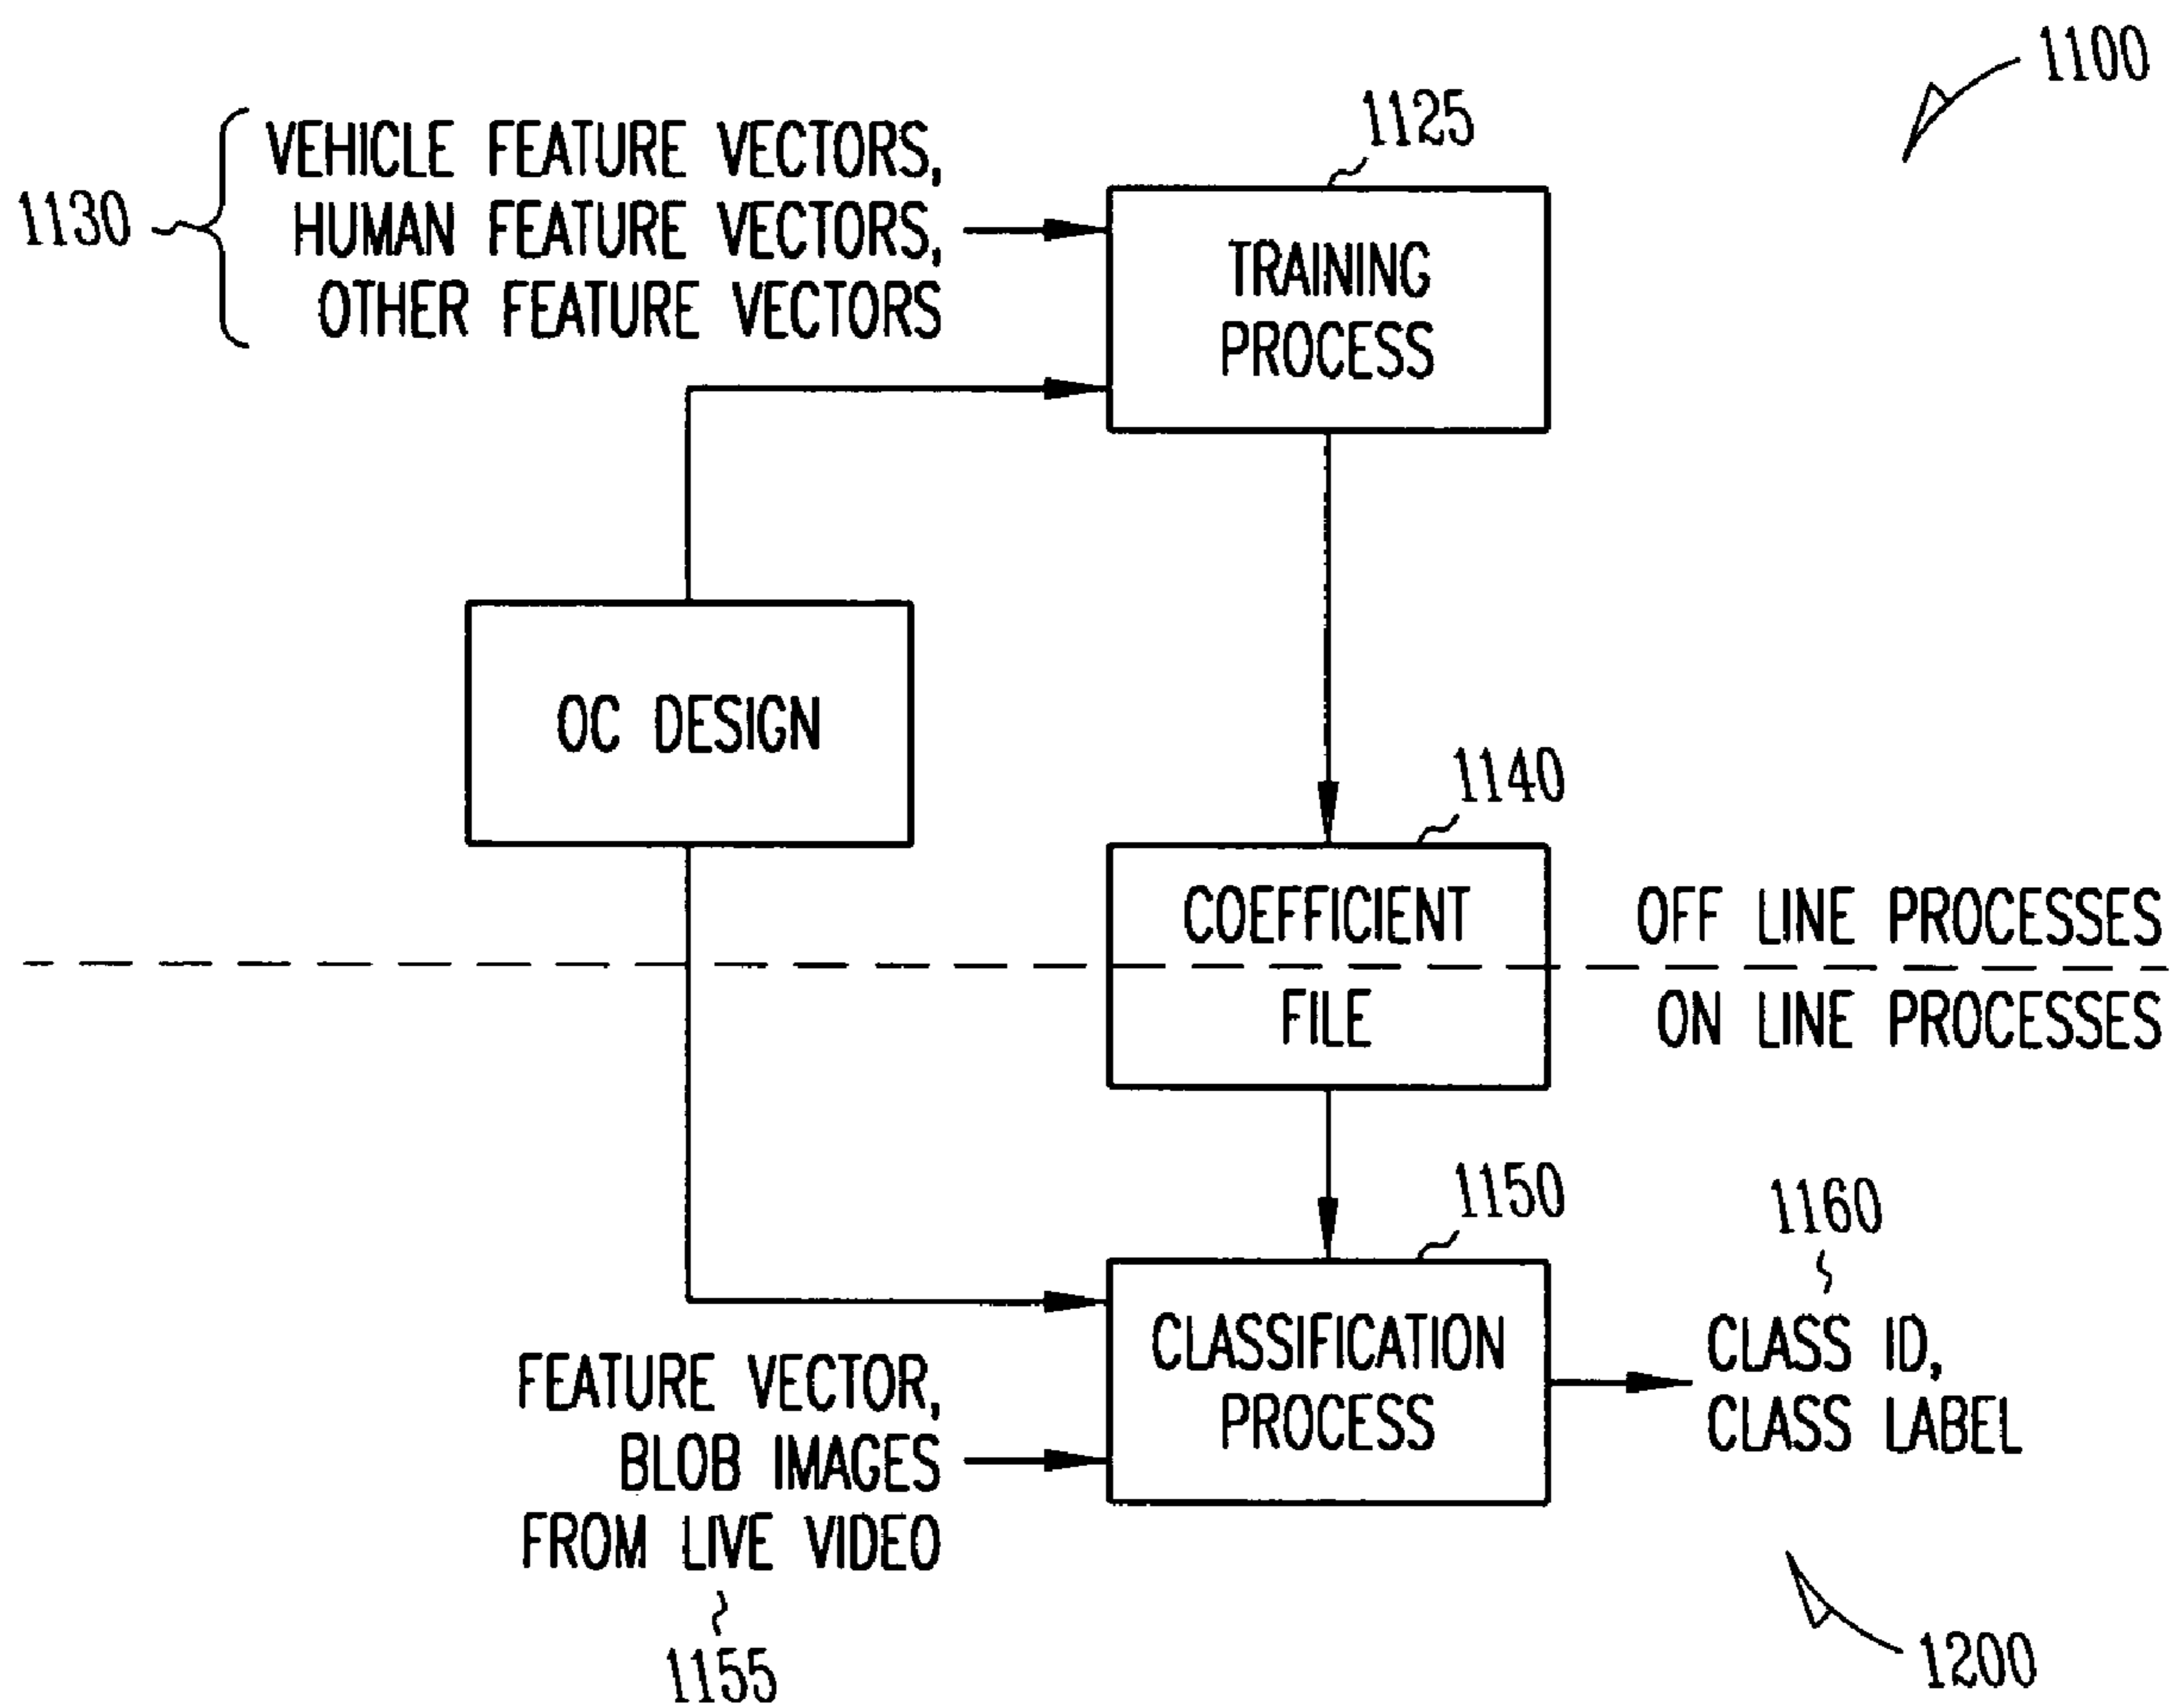 1100
1125
1130
VEHICLE FEATURE VECTORS,
HUMAN FEATURE VECTORS,
OTHER FEATURE VECTORS
TRAINING
PROCESS
OC DESIGN
1140
COEFFICIENT
FILE
OFF LINE PROCESSES
ON LINE PROCESSES
1150
1160
CLASSIFICATION
PROCESS
CLASS ID,
CLASS LABEL
FEATURE VECTOR,
BLOB IMAGES
FROM LIVE VIDEO
1155
1200